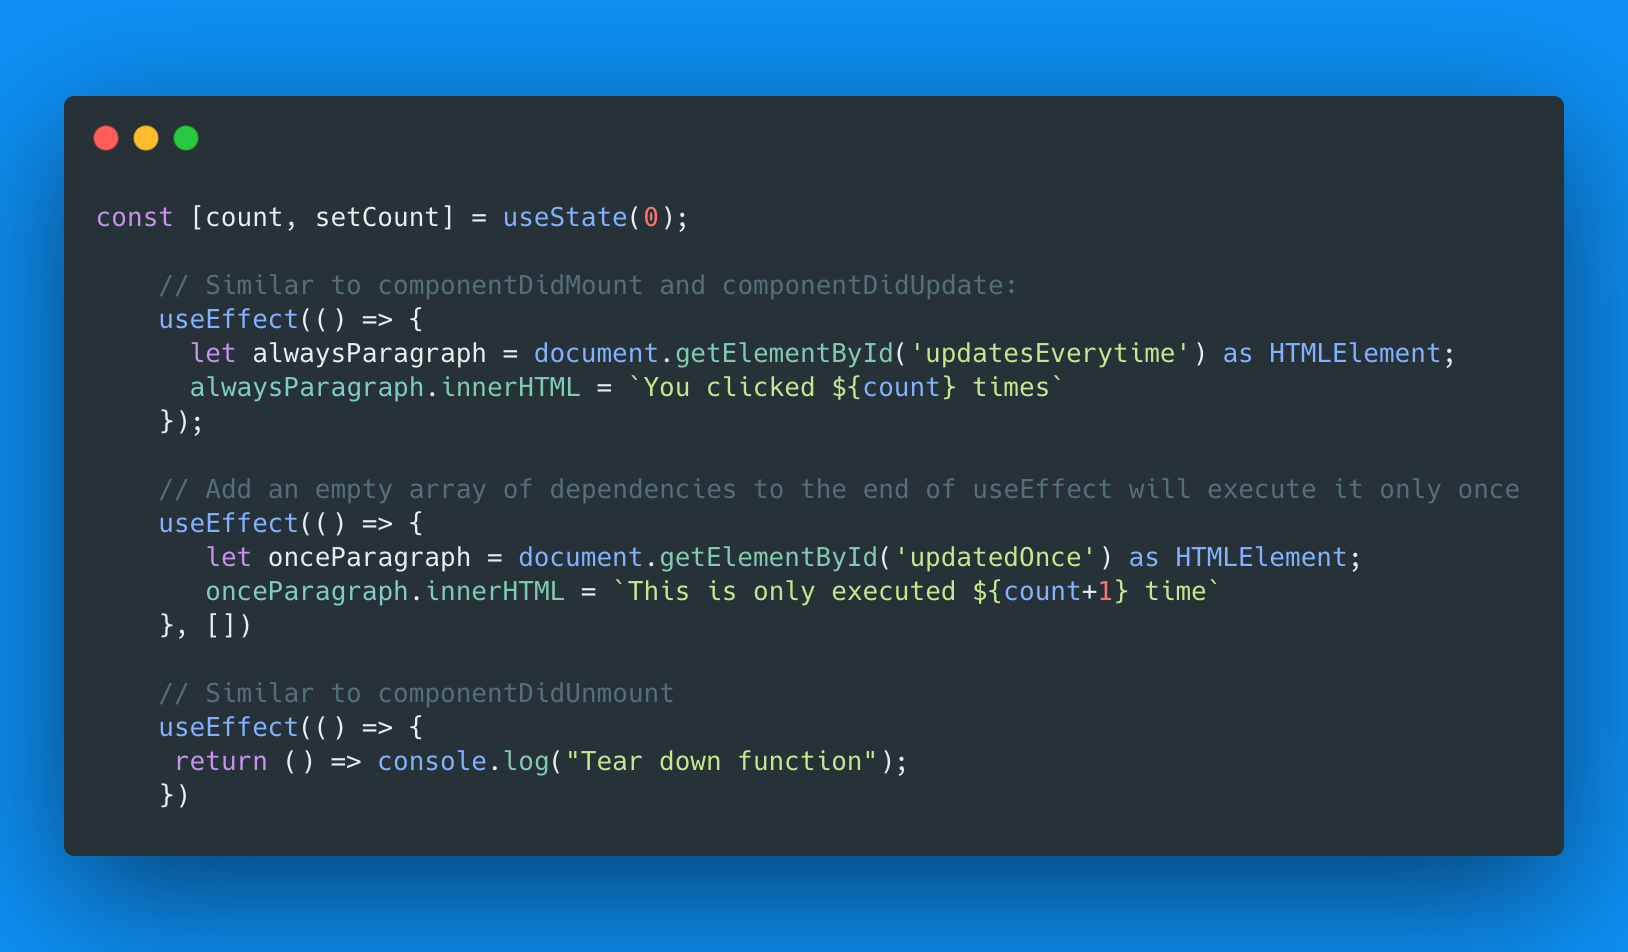 const [count, setCount] = useState(0);
// Similar to componentDidMount and componentDidUpdate:
useEffect(() => {
let alwaysParagraph = document.getElementById('updatesEverytime') as HTMLElement;
alwaysParagraph.innerHTML = `You clicked ${count} times`
});
// Add an empty array of dependencies to the end of useEffect will execute it only once
useEffect(() => {
let onceParagraph = document.getElementById('updatedOnce') as HTMLElement;
onceParagraph.innerHTML = `This is only executed ${count+1} time`
}, [])
// Similar to componentDidUnmount
useEffect(() => {
return () => console.log("Tear down function");
})